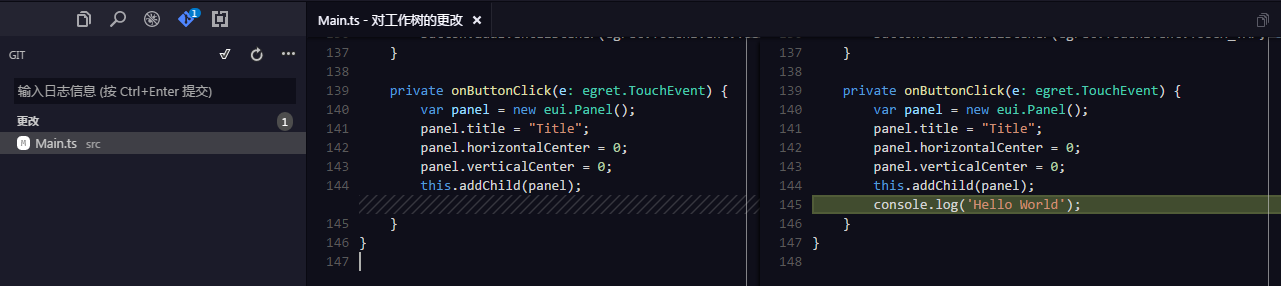 Main.ts - 对工作树的更改 ×
GIT
输入日志信息 (按 Ctrl+Enter 提交)
更改 1
M Main.ts src
137 }
138
139 private onButtonClick(e: egret.TouchEvent) {
140 var panel = new eui.Panel();
141 panel.title = "Title";
142 panel.horizontalCenter = 0;
143 panel.verticalCenter = 0;
144 this.addChild(panel);
145 }
146 }
147
137 }
138
139 private onButtonClick(e: egret.TouchEvent) {
140 var panel = new eui.Panel();
141 panel.title = "Title";
142 panel.horizontalCenter = 0;
143 panel.verticalCenter = 0;
144 this.addChild(panel);
145 console.log('Hello World');
146 }
147 }
148